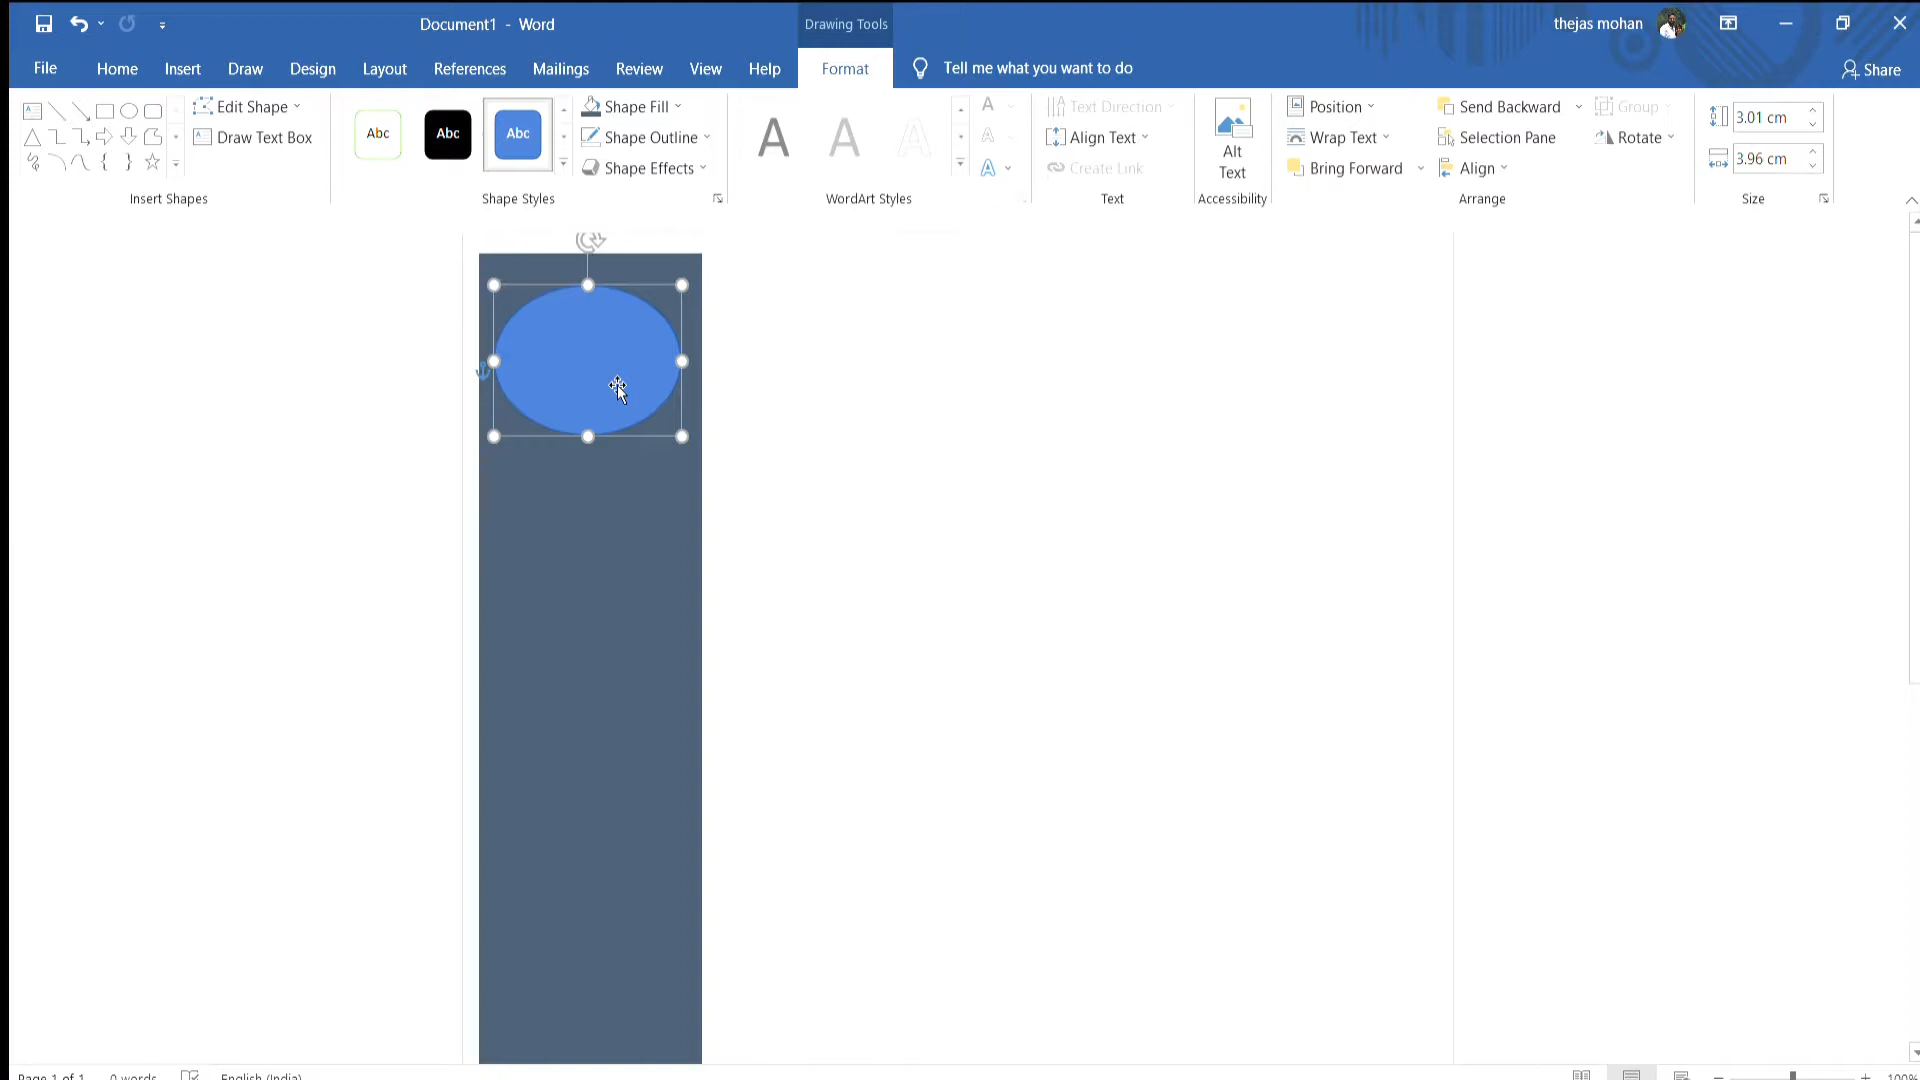 Document1 - Word
Drawing Tools
thejas mohan
File Home Insert Draw Design Layout References Mailings Review View Help Format Tell me what you want to do Share
Edit Shape
Draw Text Box
Insert Shapes
Abc Abc Abc
Shape Fill
Shape Outline
Shape Effects
Shape Styles
A A A
A
A
A
WordArt Styles
Text Direction
Align Text
Create Link
Text
Alt
Text
Accessibility
Position
Wrap Text
Bring Forward
Send Backward
Selection Pane
Align
Group
Rotate
Arrange
3.01 cm
3.96 cm
Size
Page 1 of 1 0 words English (India) 100%